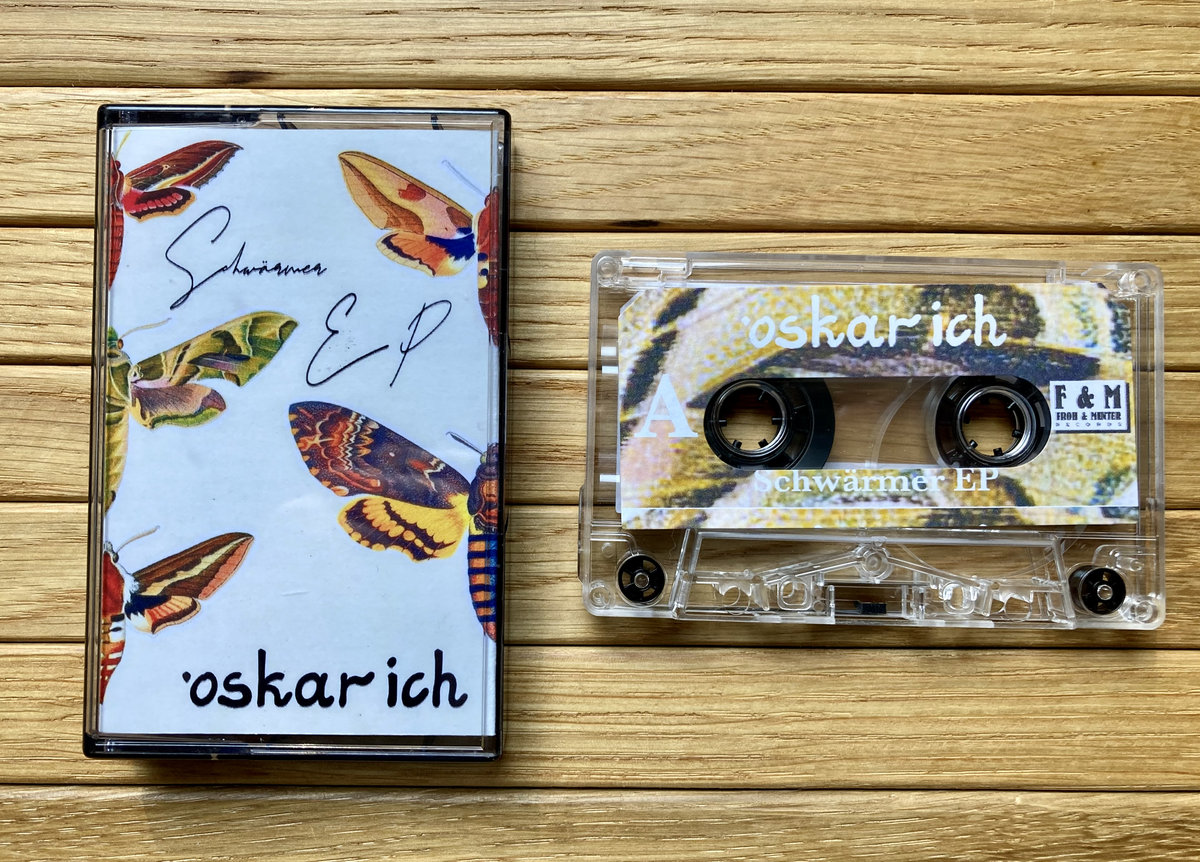 Schwärmer
EP
oskar ich
oskar ich
A
F & M
FROH & MUNTER
RECORDS
Schwärmer EP